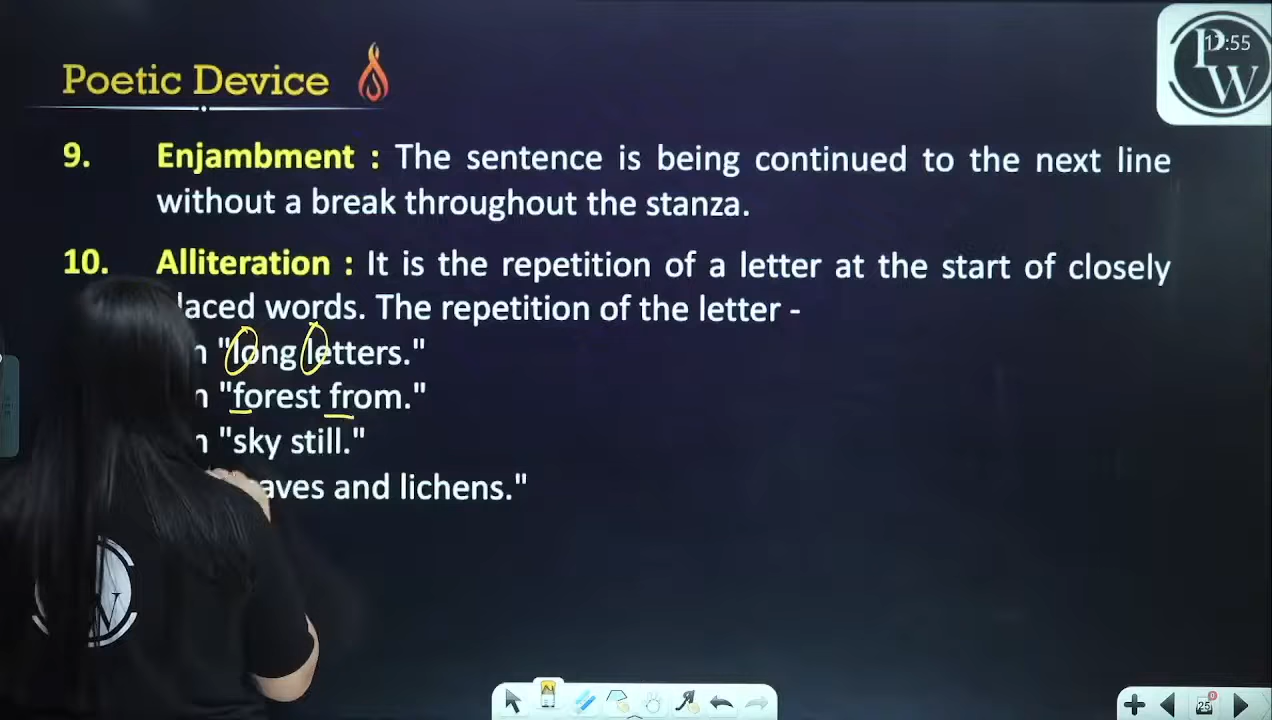 Poetic Device
PW
17:55
9. Enjambment : The sentence is being continued to the next line
without a break throughout the stanza.
10. Alliteration : It is the repetition of a letter at the start of closely
laced words. The repetition of the letter -
n "long letters."
n "forest from."
n "sky still."
aves and lichens."
W
25